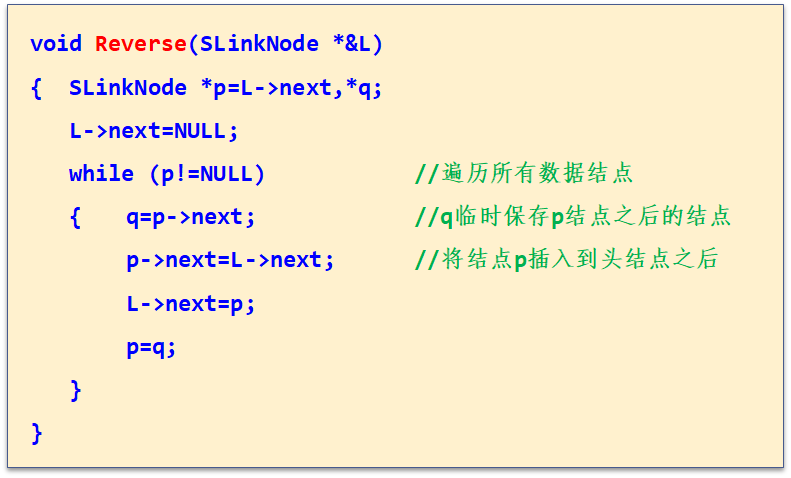 void Reverse(SLinkNode *&L)
{ SLinkNode *p=L->next,*q;
L->next=NULL;
while (p!=NULL) //遍历所有数据结点
{ q=p->next; //q临时保存p结点之后的结点
p->next=L->next; //将结点p插入到头结点之后
L->next=p;
p=q;
}
}